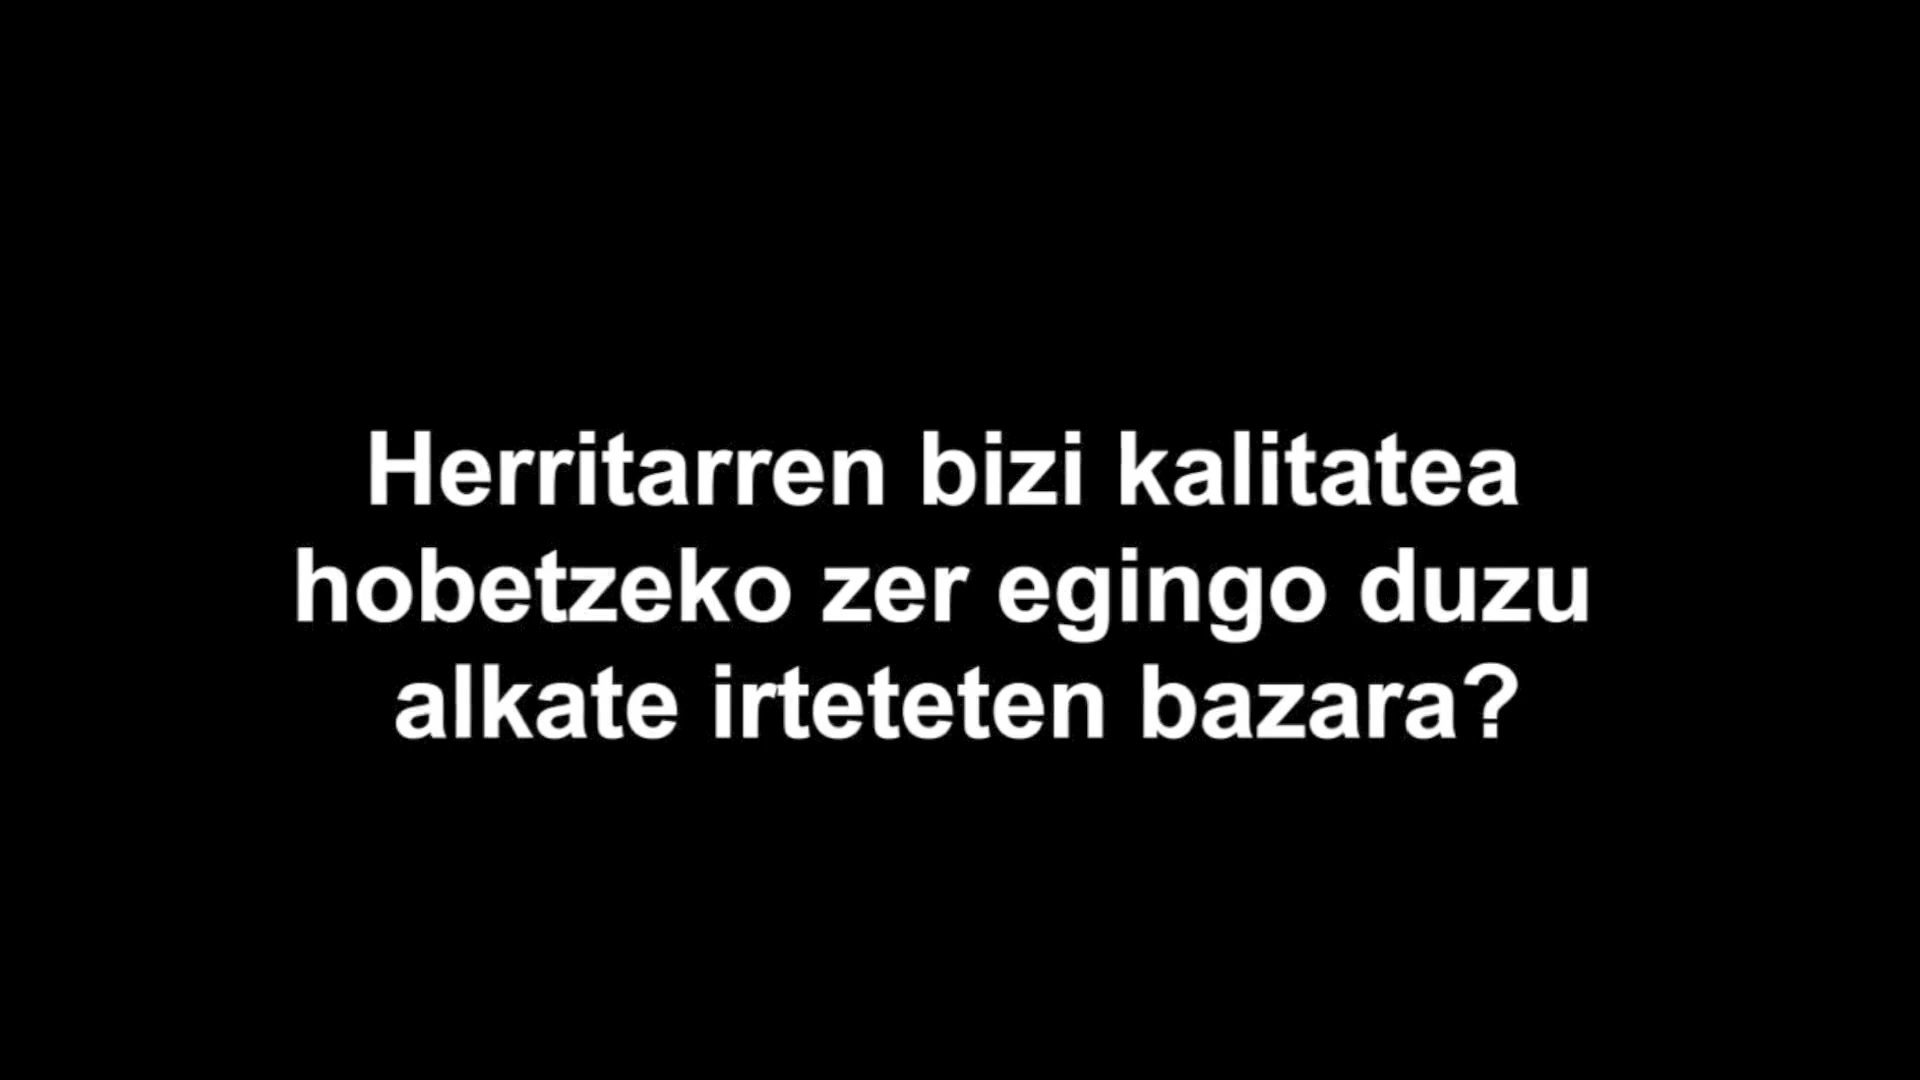 Herritarren bizi kalitatea
hobetzeko zer egingo duzu
alkate irteteten bazara?